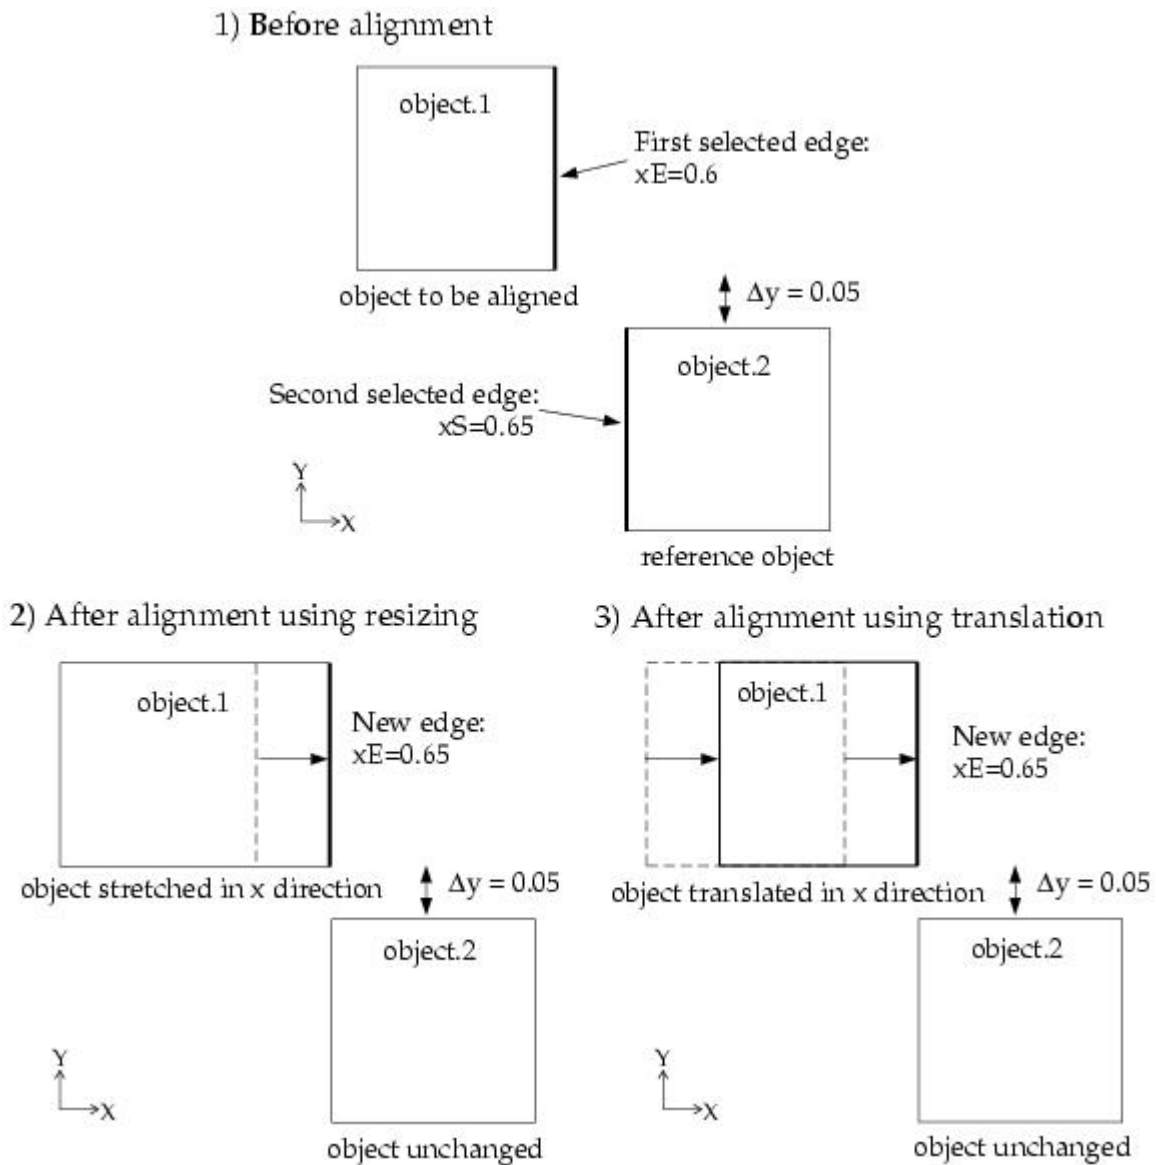 1) Before alignment
object.1
First selected edge:
xE=0.6
object to be aligned
Δy = 0.05
object.2
Second selected edge:
xS=0.65
Y
X
reference object
2) After alignment using resizing
object.1
New edge:
xE=0.65
object stretched in x direction
Δy = 0.05
object.2
Y
X
object unchanged
3) After alignment using translation
object.1
New edge:
xE=0.65
object translated in x direction
Δy = 0.05
object.2
Y
X
object unchanged